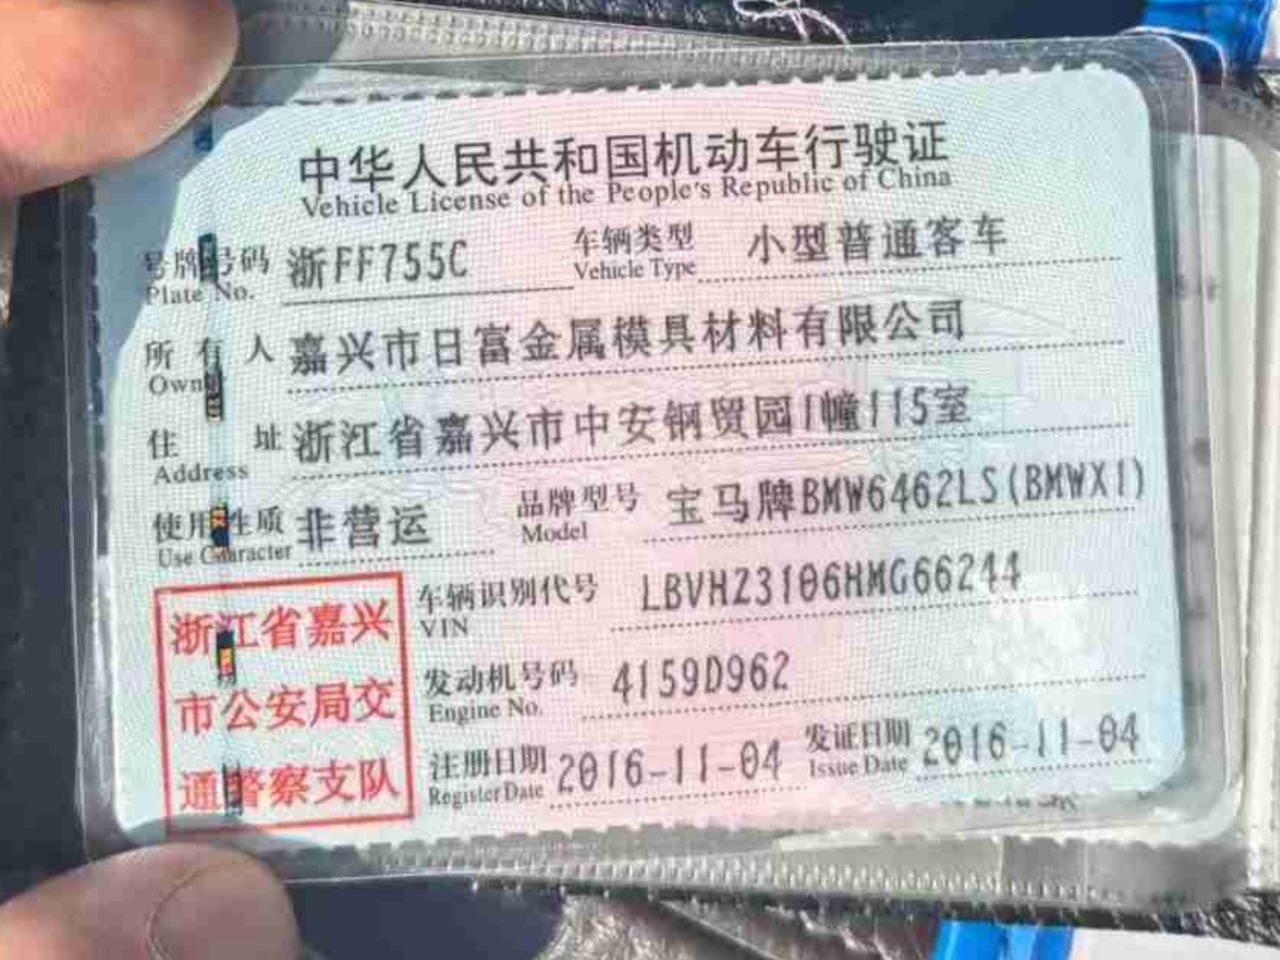 中华人民共和国机动车行驶证
Vehicle License of the People's Republic of China
号牌号码 浙FF755C 车辆类型 小型普通客车
Plate No. Vehicle Type
所有人 嘉兴市日富金属模具材料有限公司
Owner
住址 浙江省嘉兴市中安钢贸园1幢115室
Address
使用性质 非营运 品牌型号 宝马牌BMW6462LS(BMWX1)
Use Character Model
浙江省嘉兴
市公安局交
通警察支队
车辆识别代号 LBVHZ3106HMG66244
VIN
发动机号码 4159D962
Engine No.
注册日期 2016-11-04 发证日期 2016-11-04
Register Date Issue Date